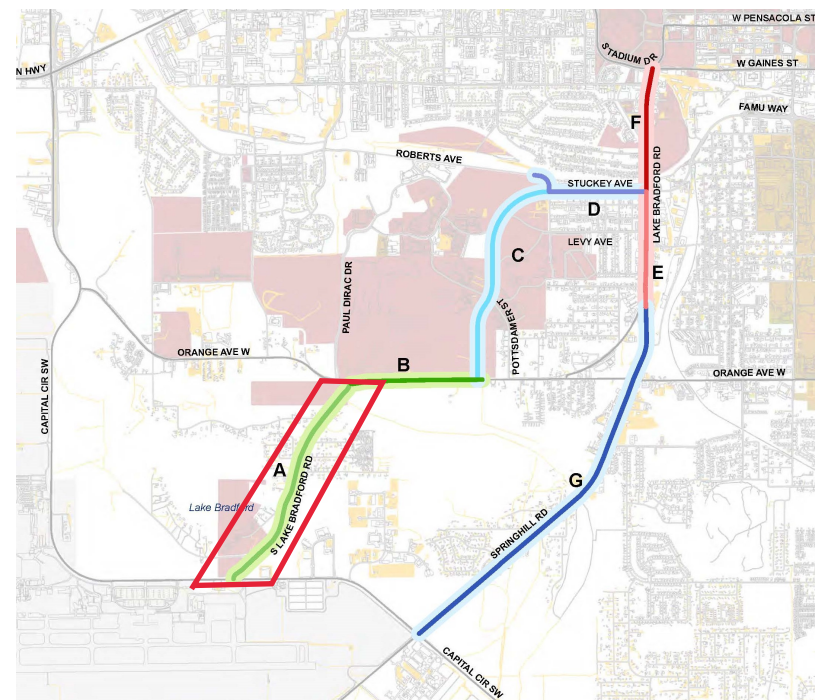 W PENSACOLA ST
STADIUM DR
W GAINES ST
N HWY
FAMU WAY
F
ROBERTS AVE
STUCKEY AVE
LAKE BRADFORD RD
D
LEVY AVE
C
E
PAUL DIRAC DR
POTTSDAMER ST
ORANGE AVE W
B
ORANGE AVE W
CAPITAL CIR SW
A
S LAKE BRADFORD RD
G
Lake Bradford
SPRINGHILL RD
CAPITAL CIR SW